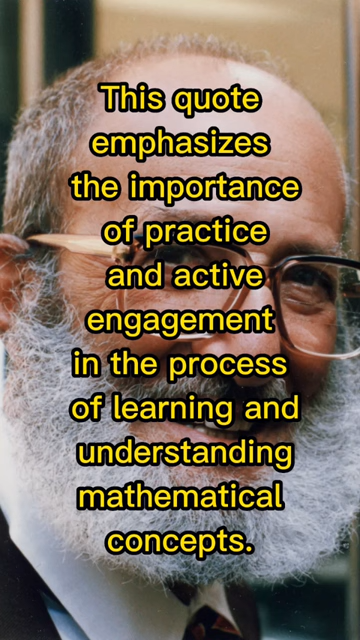 This quote
emphasizes
the importance
of practice
and active
engagement
in the process
of learning and
understanding
mathematical
concepts.